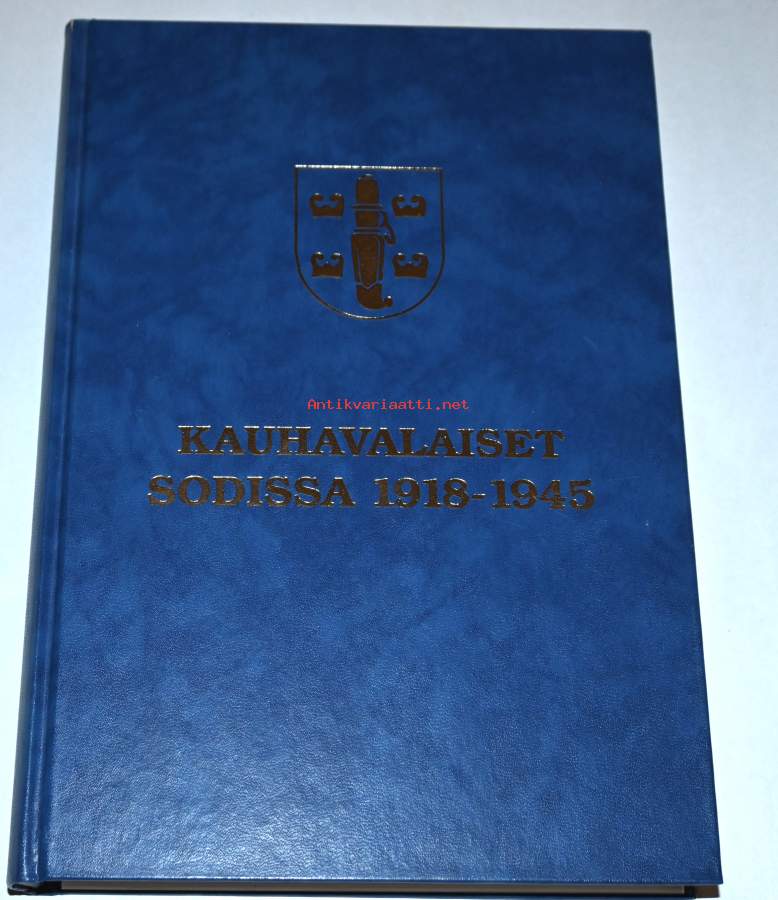 Antikvariaatti.net
KAUHAVALAISET
SODISSA 1918-1945